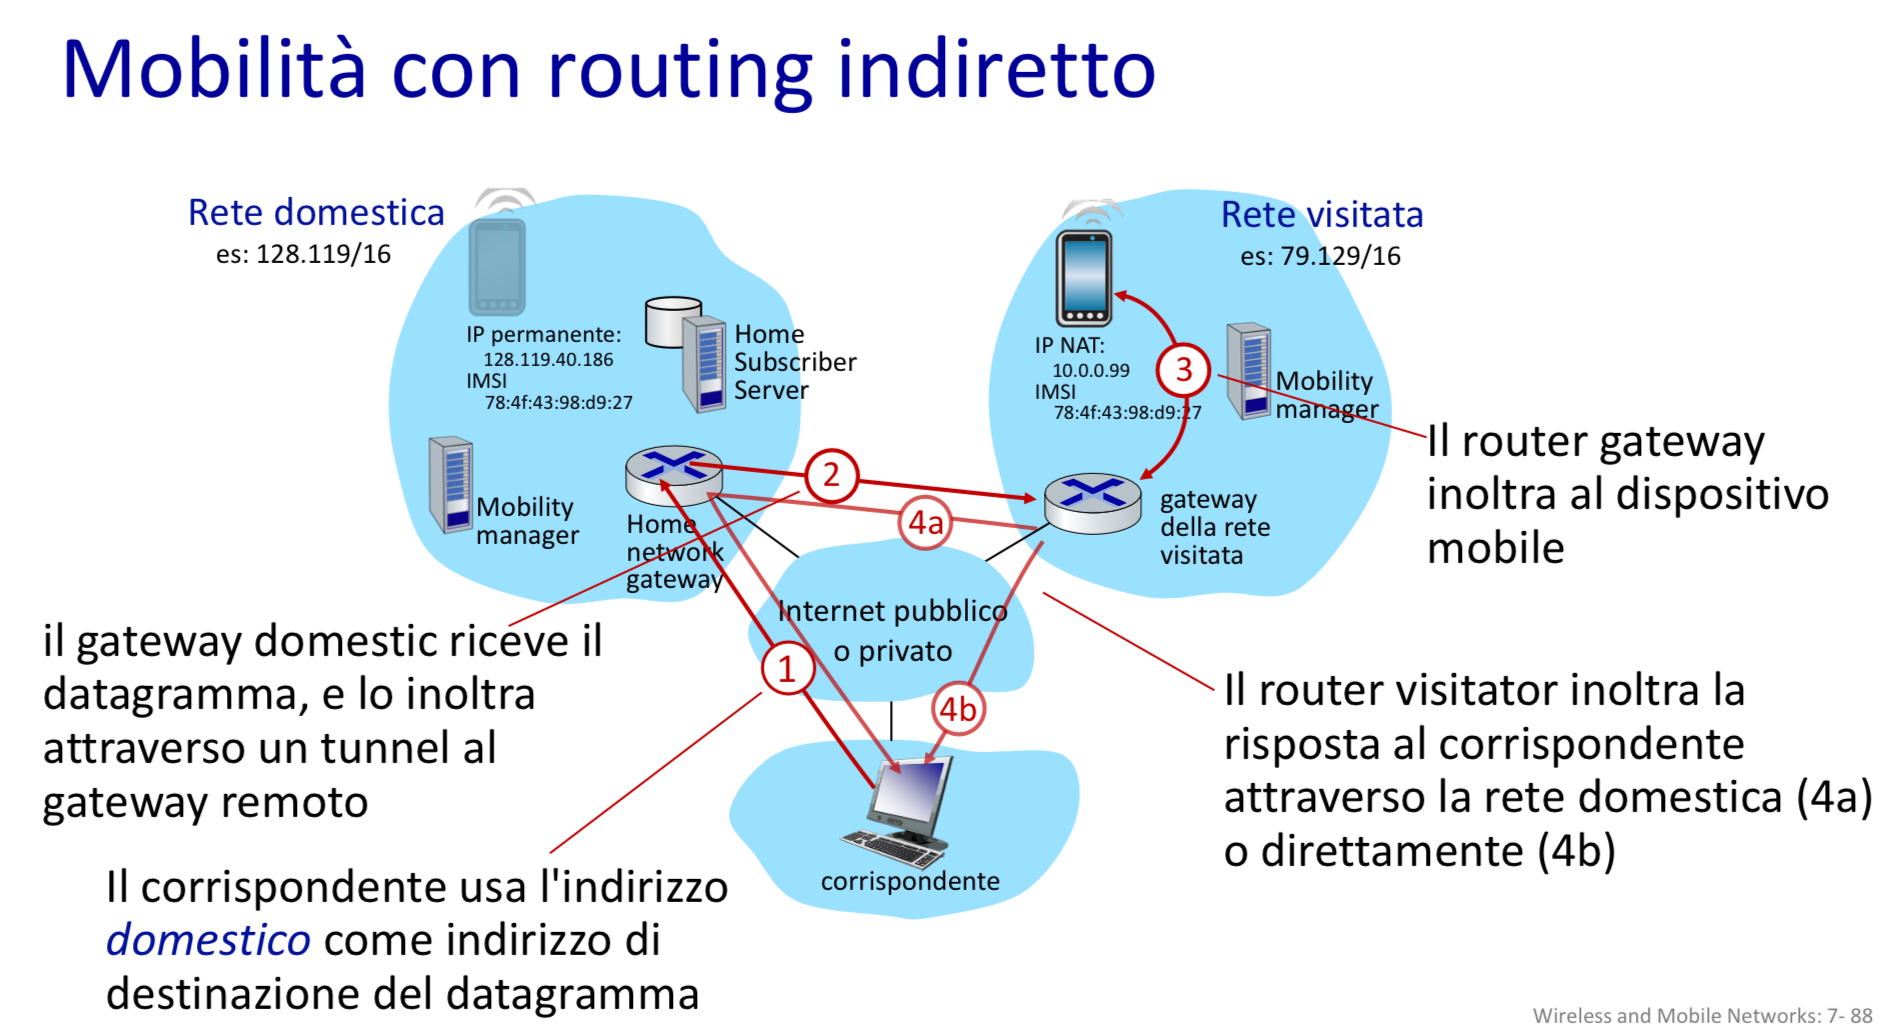 Mobilità con routing indiretto
Rete domestica
es: 128.119/16
IP permanente:
128.119.40.186
IMSI
78:4f:43:98:d9:27
Home
Subscriber
Server
Mobility
manager
Home
network
gateway
Rete visitata
es: 79.129/16
IP NAT:
10.0.0.99
IMSI
78:4f:43:98:d9:27
Mobility
manager
gateway
della rete
visitata
1
2
3
4a
4b
Internet pubblico
o privato
corrispondente
Il router gateway
inoltra al dispositivo
mobile
il gateway domestic riceve il
datagramma, e lo inoltra
attraverso un tunnel al
gateway remoto
Il router visitator inoltra la
risposta al corrispondente
attraverso la rete domestica (4a)
o direttamente (4b)
Il corrispondente usa l'indirizzo
domestico come indirizzo di
destinazione del datagramma
Wireless and Mobile Networks: 7- 88